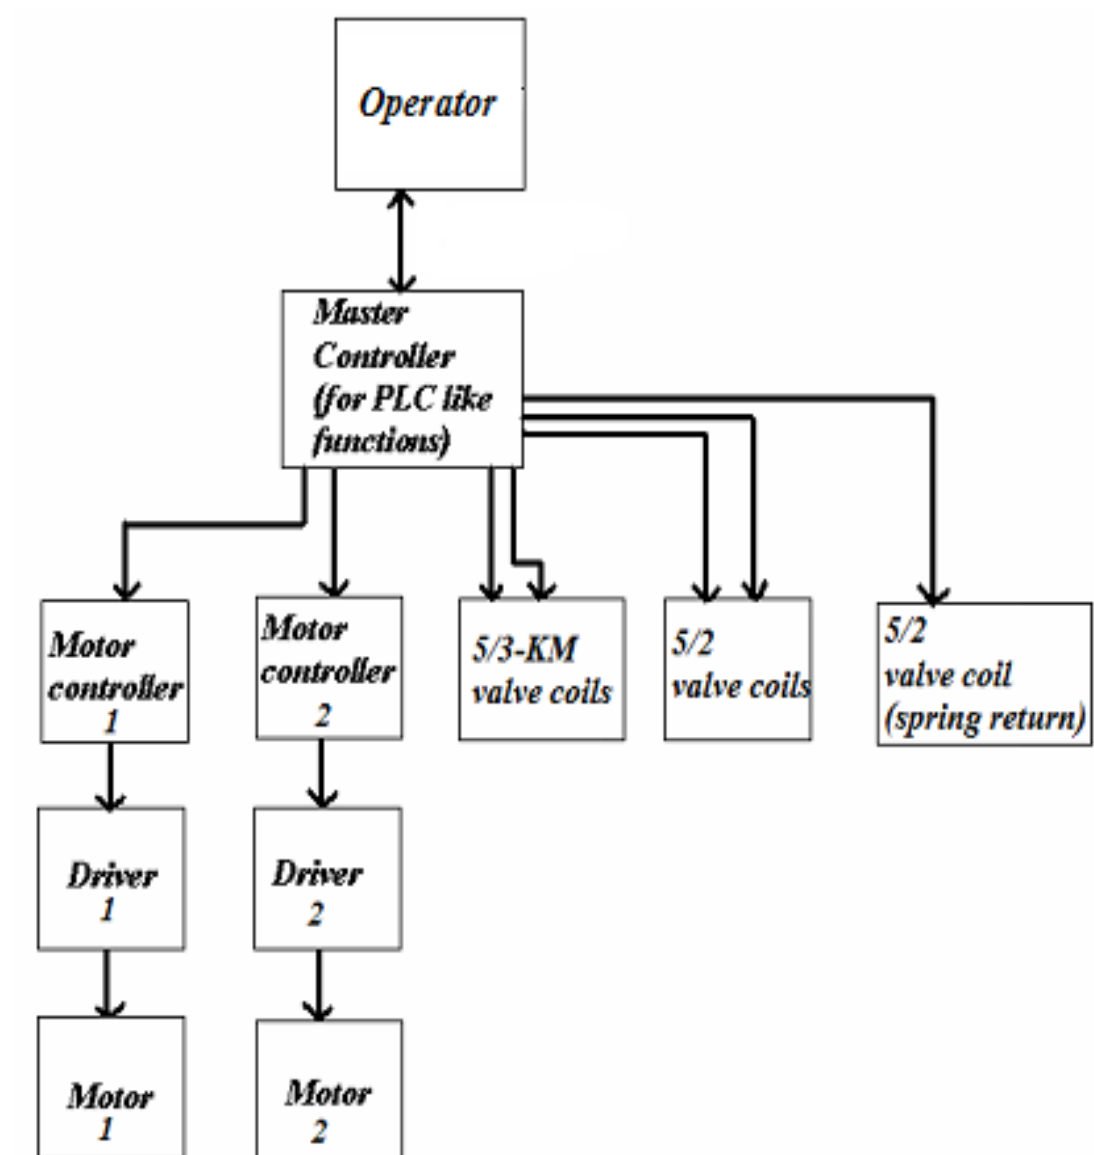 Operator
Master
Controller
(for PLC like
functions)
Motor
controller
1
Motor
controller
2
5/3-KM
valve coils
5/2
valve coils
5/2
valve coil
(spring return)
Driver
1
Driver
2
Motor
1
Motor
2